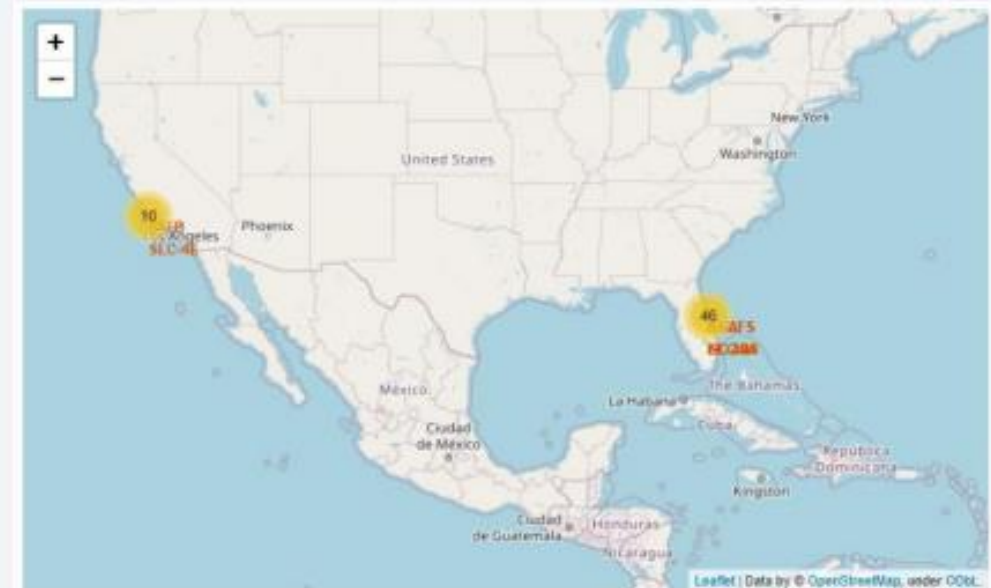 +
−
New York
Washington
United States
10
Phoenix
Angeles
SLC-4E
46
AFS
The Bahamas
México
La Habana
Cuba
Ciudad
de México
República
Dominicana
Kingston
Ciudad
de Guatemala
Honduras
Nicaragua
Leaflet | Data by © OpenStreetMap, under ODbL.